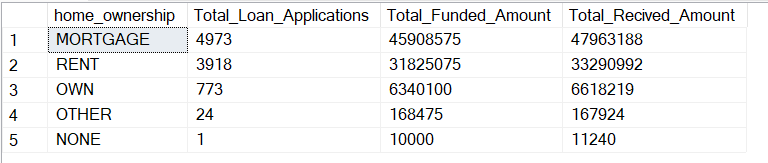 home_ownership Total_Loan_Applications Total_Funded_Amount Total_Recived_Amount
1 MORTGAGE 4973 45908575 47963188
2 RENT 3918 31825075 33290992
3 OWN 773 6340100 6618219
4 OTHER 24 168475 167924
5 NONE 1 10000 11240